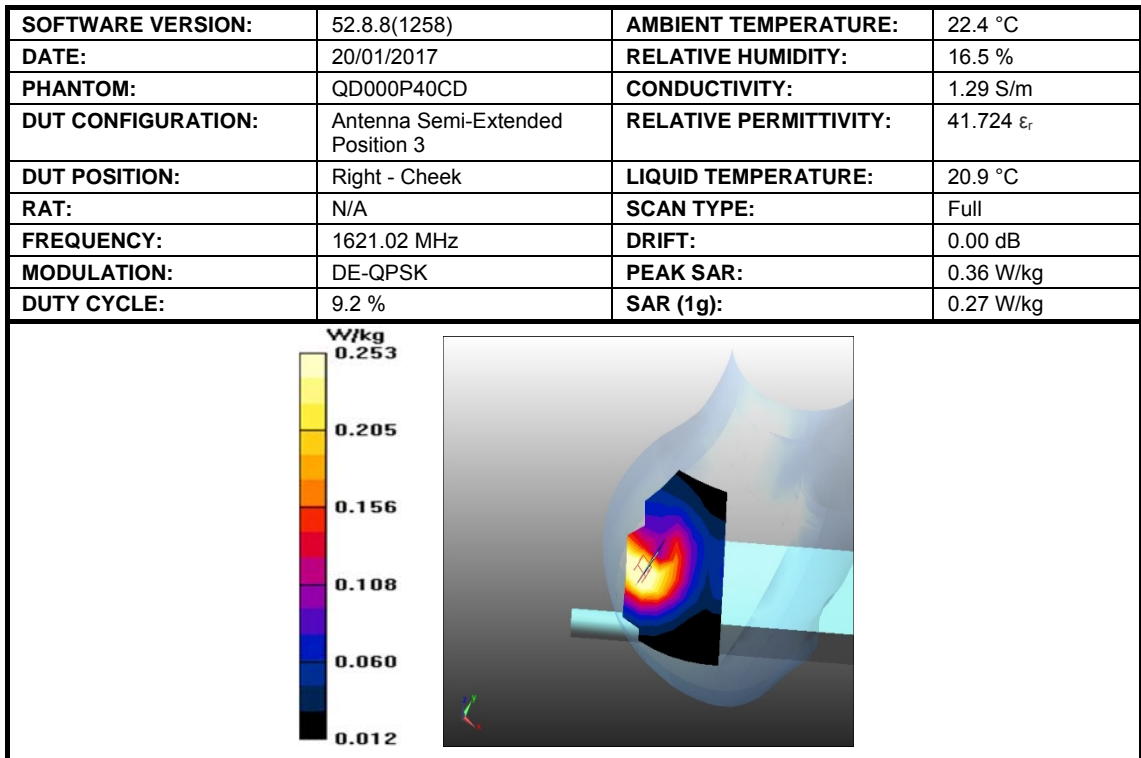 SOFTWARE VERSION: 52.8.8(1258) AMBIENT TEMPERATURE: 22.4 °C
DATE: 20/01/2017 RELATIVE HUMIDITY: 16.5 %
PHANTOM: QD000P40CD CONDUCTIVITY: 1.29 S/m
DUT CONFIGURATION: Antenna Semi-Extended RELATIVE PERMITTIVITY: 41.724 εr
Position 3
DUT POSITION: Right - Cheek LIQUID TEMPERATURE: 20.9 °C
RAT: N/A SCAN TYPE: Full
FREQUENCY: 1621.02 MHz DRIFT: 0.00 dB
MODULATION: DE-QPSK PEAK SAR: 0.36 W/kg
DUTY CYCLE: 9.2 % SAR (1g): 0.27 W/kg
W/kg
0.253
0.205
0.156
0.108
0.060
0.012
z y
x